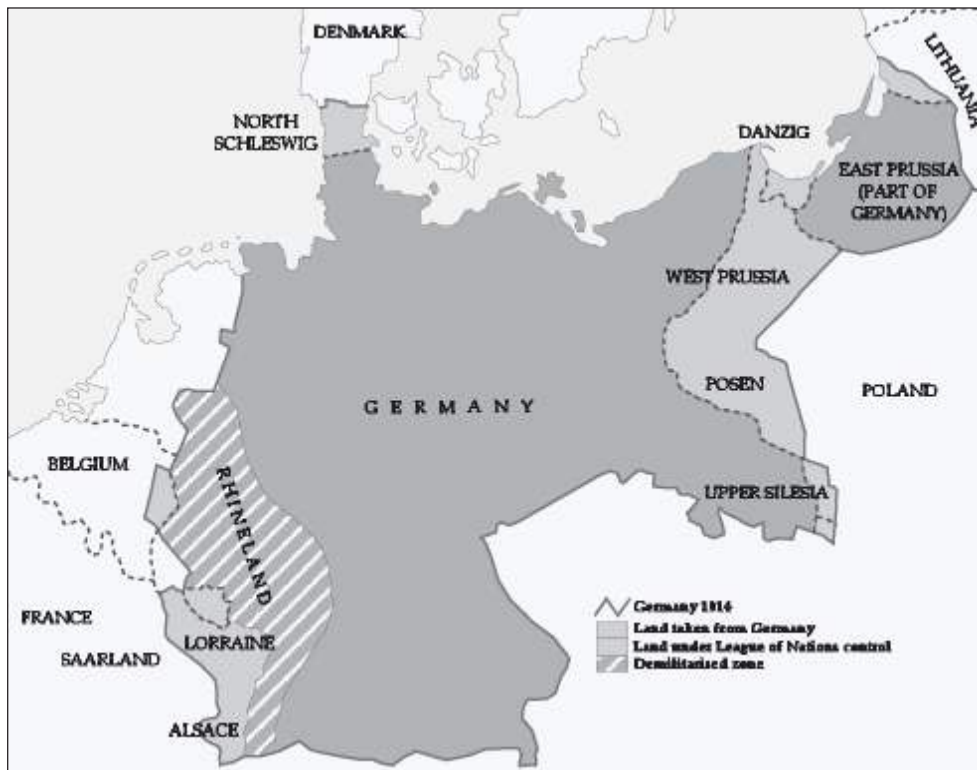 DENMARK
LITHUANIA
NORTH
SCHLESWIG
DANZIG
EAST PRUSSIA
(PART OF
GERMANY)
WEST PRUSSIA
POSEN
POLAND
GERMANY
BELGIUM
RHINELAND
UPPER SILESIA
FRANCE
LORRAINE
SAARLAND
ALSACE
Germany 1914
Land taken from Germany
Land under League of Nations control
Demilitarised zone